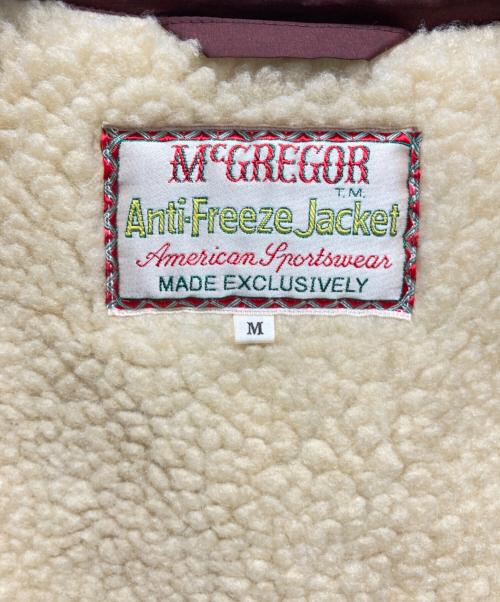 McGREGOR
T.M.
Anti-Freeze Jacket
American Sportswear
MADE EXCLUSIVELY
M